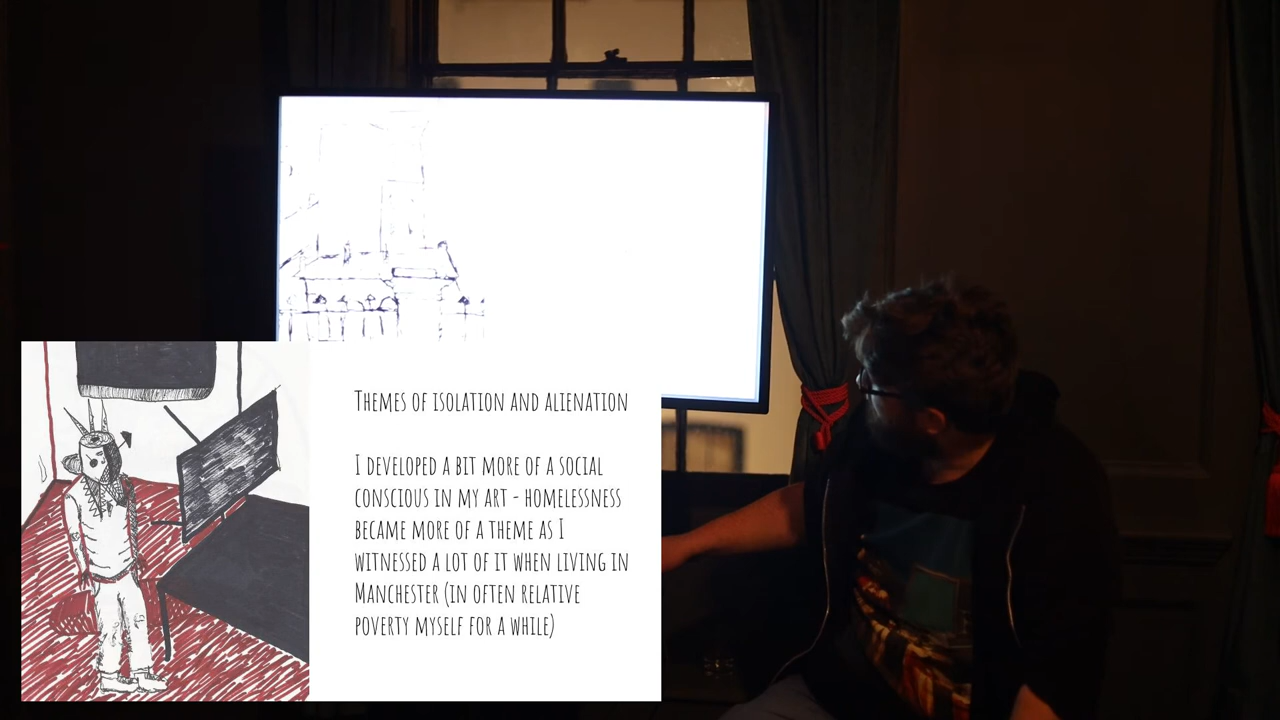 Themes of isolation and alienation
I developed a bit more of a social
conscious in my art - homelessness
became more of a theme as I
witnessed a lot of it when living in
Manchester (in often relative
poverty myself for a while)